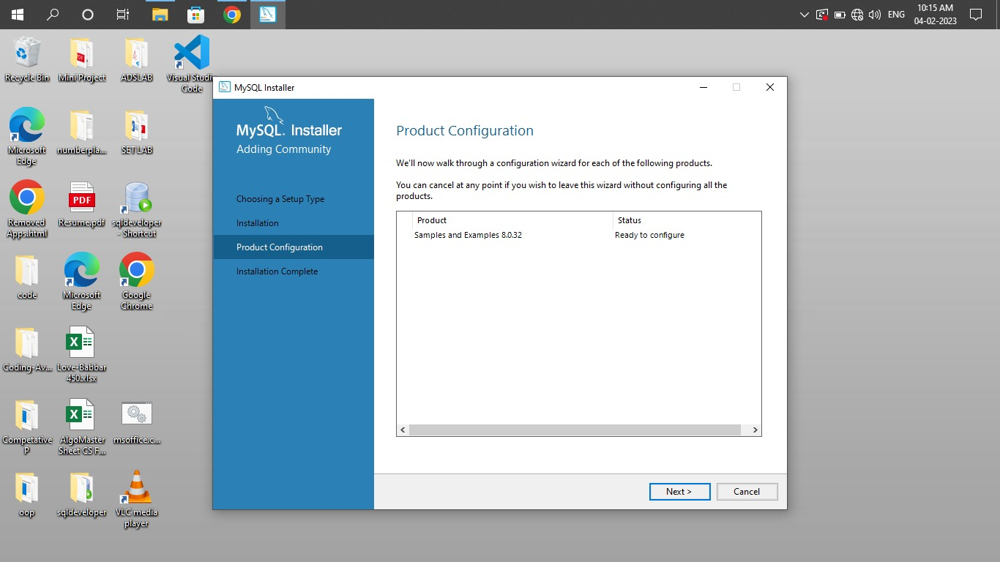 ENG
10:15 AM
04-02-2023
Recycle Bin
Mini Project
ADSLAB
Visual Studio
Code
Microsoft
Edge
numberpla...
SET LAB
Removed
Apps.html
PDF
Resume.pdf
sqldeveloper
- Shortcut
code
Microsoft
Edge
Google
Chrome
Coding-Av...
Love-Babbar
450.xlsx
Competative
P
AlgoMaster
Sheet CS F...
msoffice.c...
oop
sqldeveloper
VLC media
player
MySQL Installer
MySQL. Installer
Adding Community
Choosing a Setup Type
Installation
Product Configuration
Installation Complete
Product Configuration
We'll now walk through a configuration wizard for each of the following products.
You can cancel at any point if you wish to leave this wizard without configuring all the
products.
Product Status
Samples and Examples 8.0.32 Ready to configure
Next > Cancel